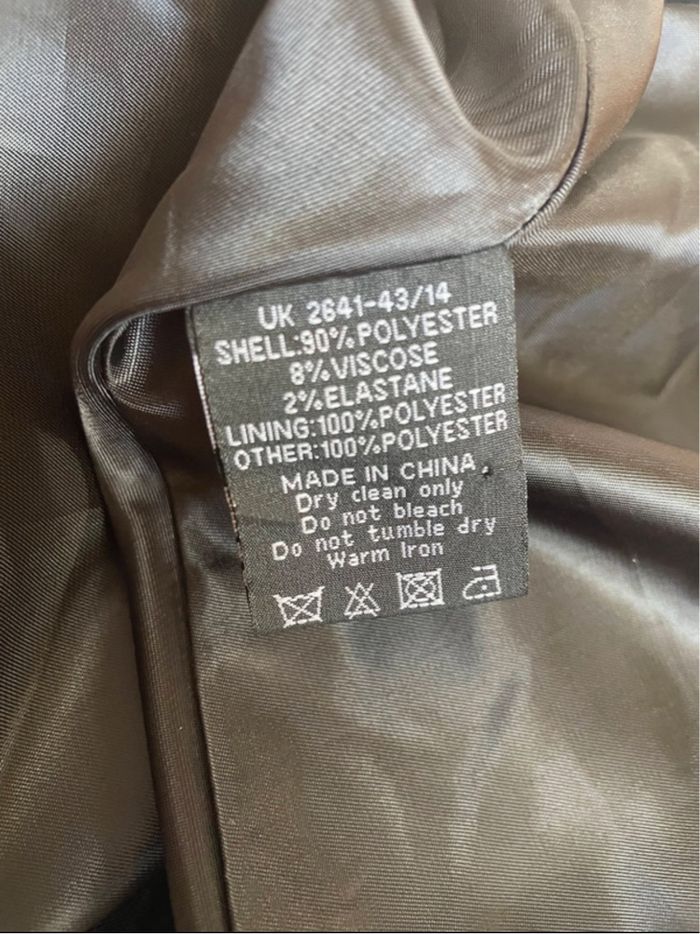 UK 2641-43/14
SHELL:90%POLYESTER
8%VISCOSE
2%ELASTANE
LINING:100%POLYESTER
OTHER:100%POLYESTER
MADE IN CHINA.
Dry clean only
Do not bleach
Do not tumble dry
Warm Iron